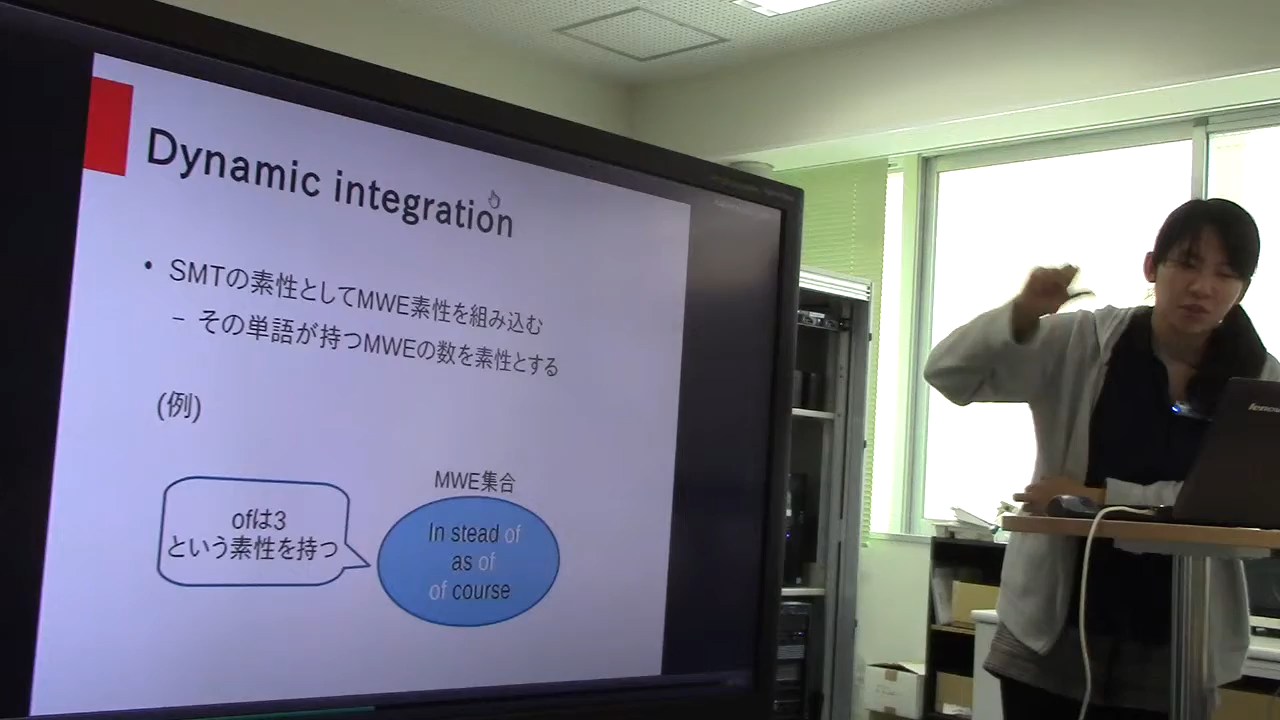 Dynamic integration
• SMTの素性としてMWE素性を組み込む
– その単語が持つMWEの数を素性とする
(例)
MWE集合
ofは3
という素性を持つ
In stead of
as of
of course